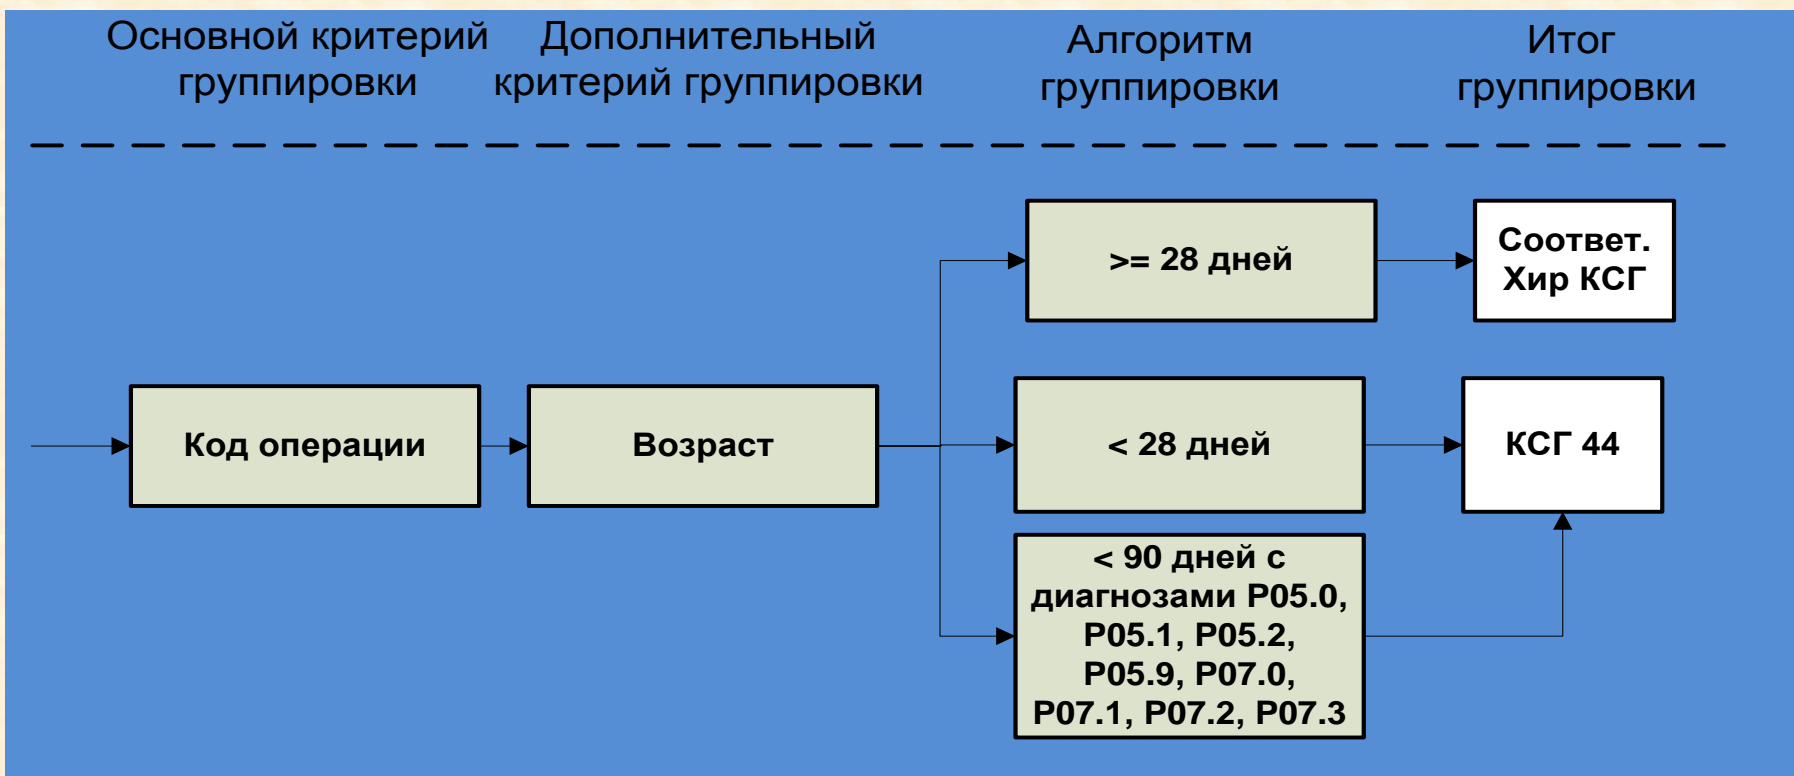 Основной критерий
группировки
Дополнительный
критерий группировки
Алгоритм
группировки
Итог
группировки
Код операции
Возраст
>= 28 дней
Соответ.
Хир КСГ
< 28 дней
КСГ 44
< 90 дней с
диагнозами P05.0,
P05.1, P05.2,
P05.9, P07.0,
P07.1, P07.2, P07.3